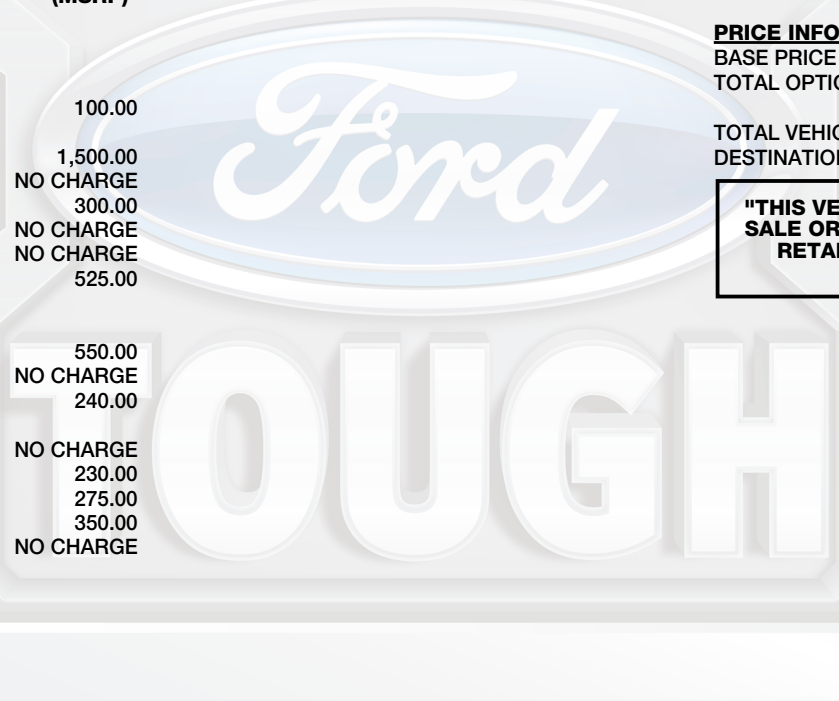 (MSRP)
100.00
1,500.00
NO CHARGE
300.00
NO CHARGE
NO CHARGE
525.00
550.00
NO CHARGE
240.00
NO CHARGE
230.00
275.00
350.00
NO CHARGE
PRICE INFO
BASE PRICE
TOTAL OPTIO
TOTAL VEHIC
DESTINATION
"THIS VE
SALE OR
RETAI
Ford
TOUGH